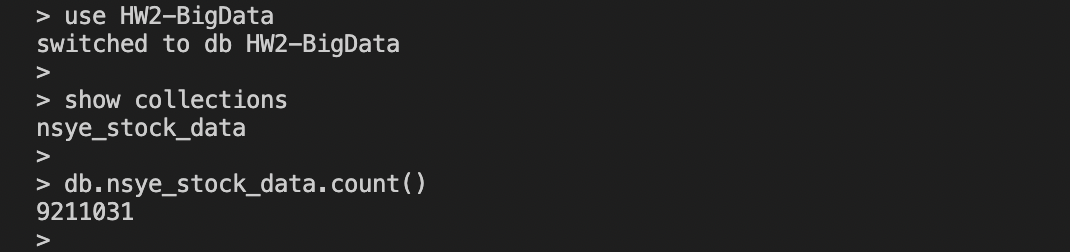 > use HW2-BigData
switched to db HW2-BigData
>
> show collections
nsye_stock_data
>
> db.nsye_stock_data.count()
9211031
>